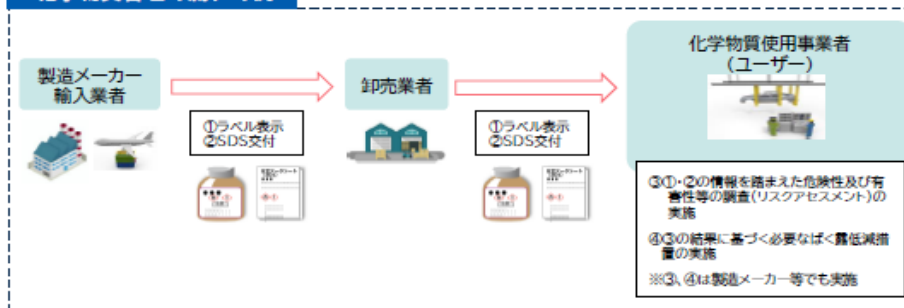 製造メーカー
輸入業者
①ラベル表示
②SDS交付
卸売業者
①ラベル表示
②SDS交付
化学物質使用事業者
(ユーザー)
③①・②の情報を踏まえた危険性及び有
害性等の調査(リスクアセスメント)の
実施
④③の結果に基づく必要なばく露低減措
置の実施
※③、④は製造メーカー等でも実施